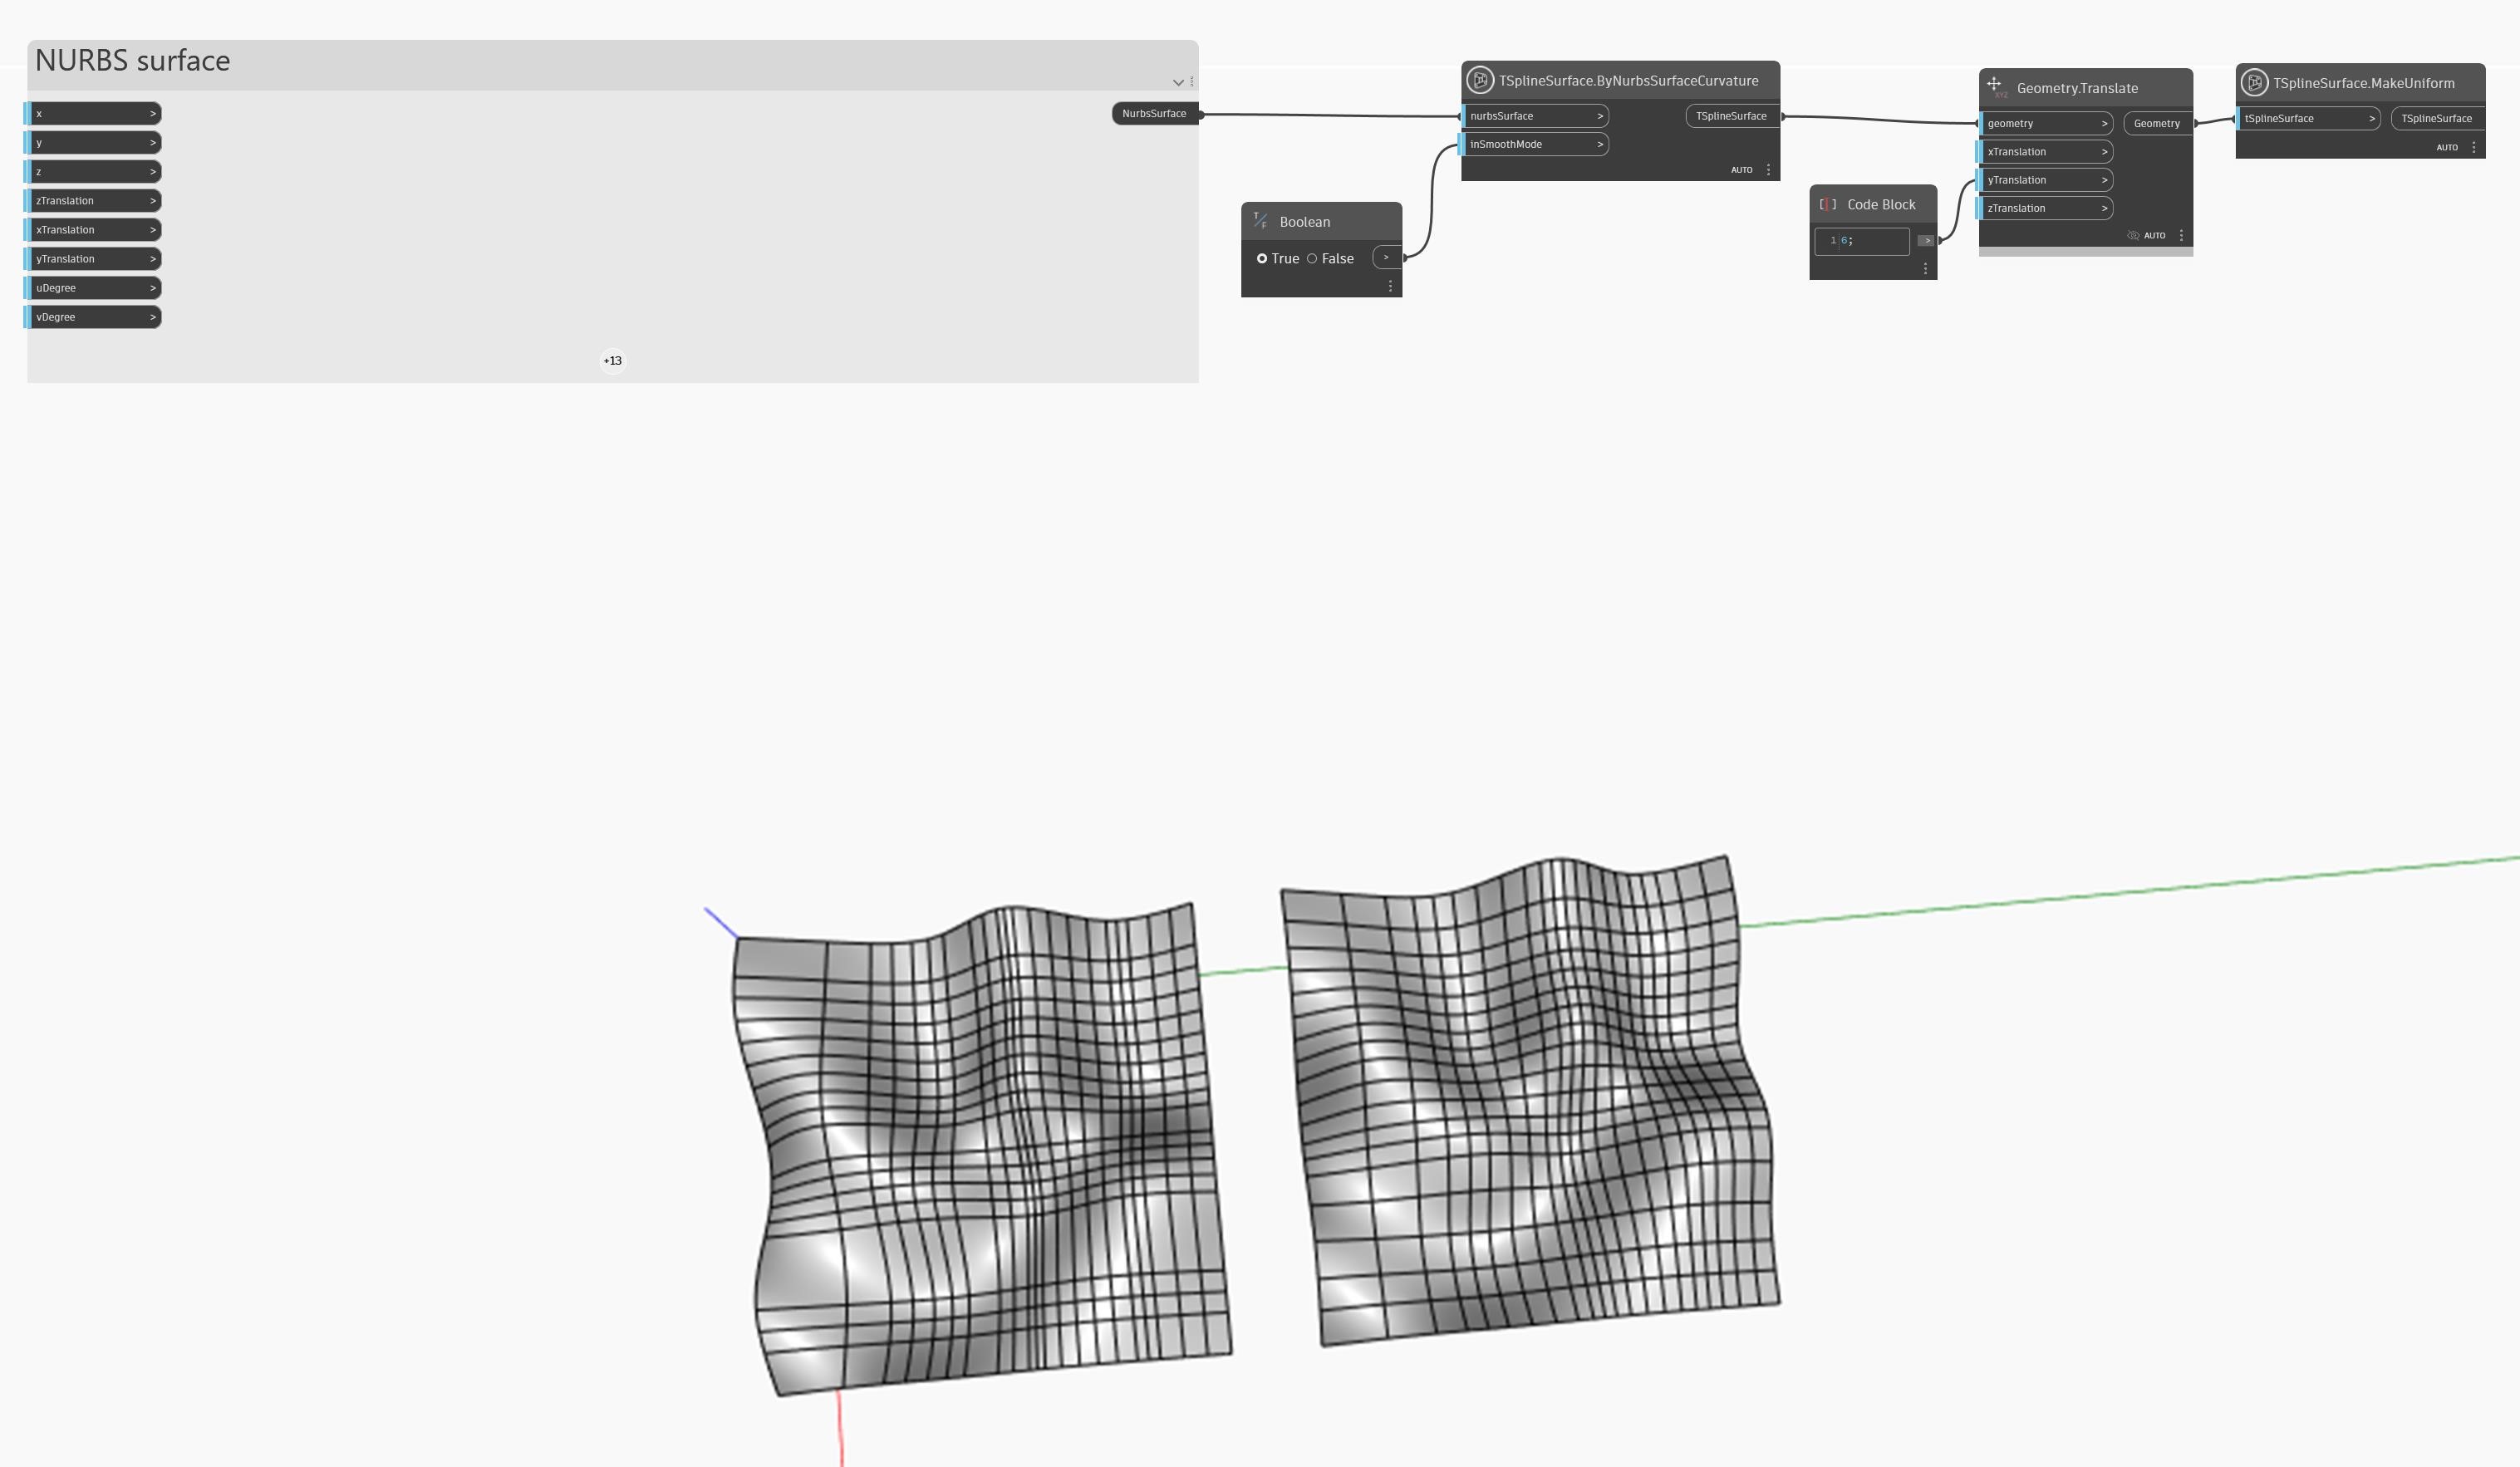 NURBS surface
x >
y >
z >
zTranslation >
xTranslation >
yTranslation >
uDegree >
vDegree >
+13
NurbsSurface
Boolean
T/F
True False >
TSplineSurface.ByNurbsSurfaceCurvature
nurbsSurface > TSplineSurface
inSmoothMode >
AUTO
Code Block
1 6; >
Geometry.Translate
XYZ
geometry > Geometry
xTranslation >
yTranslation >
zTranslation >
AUTO
TSplineSurface.MakeUniform
tSplineSurface > TSplineSurface
AUTO